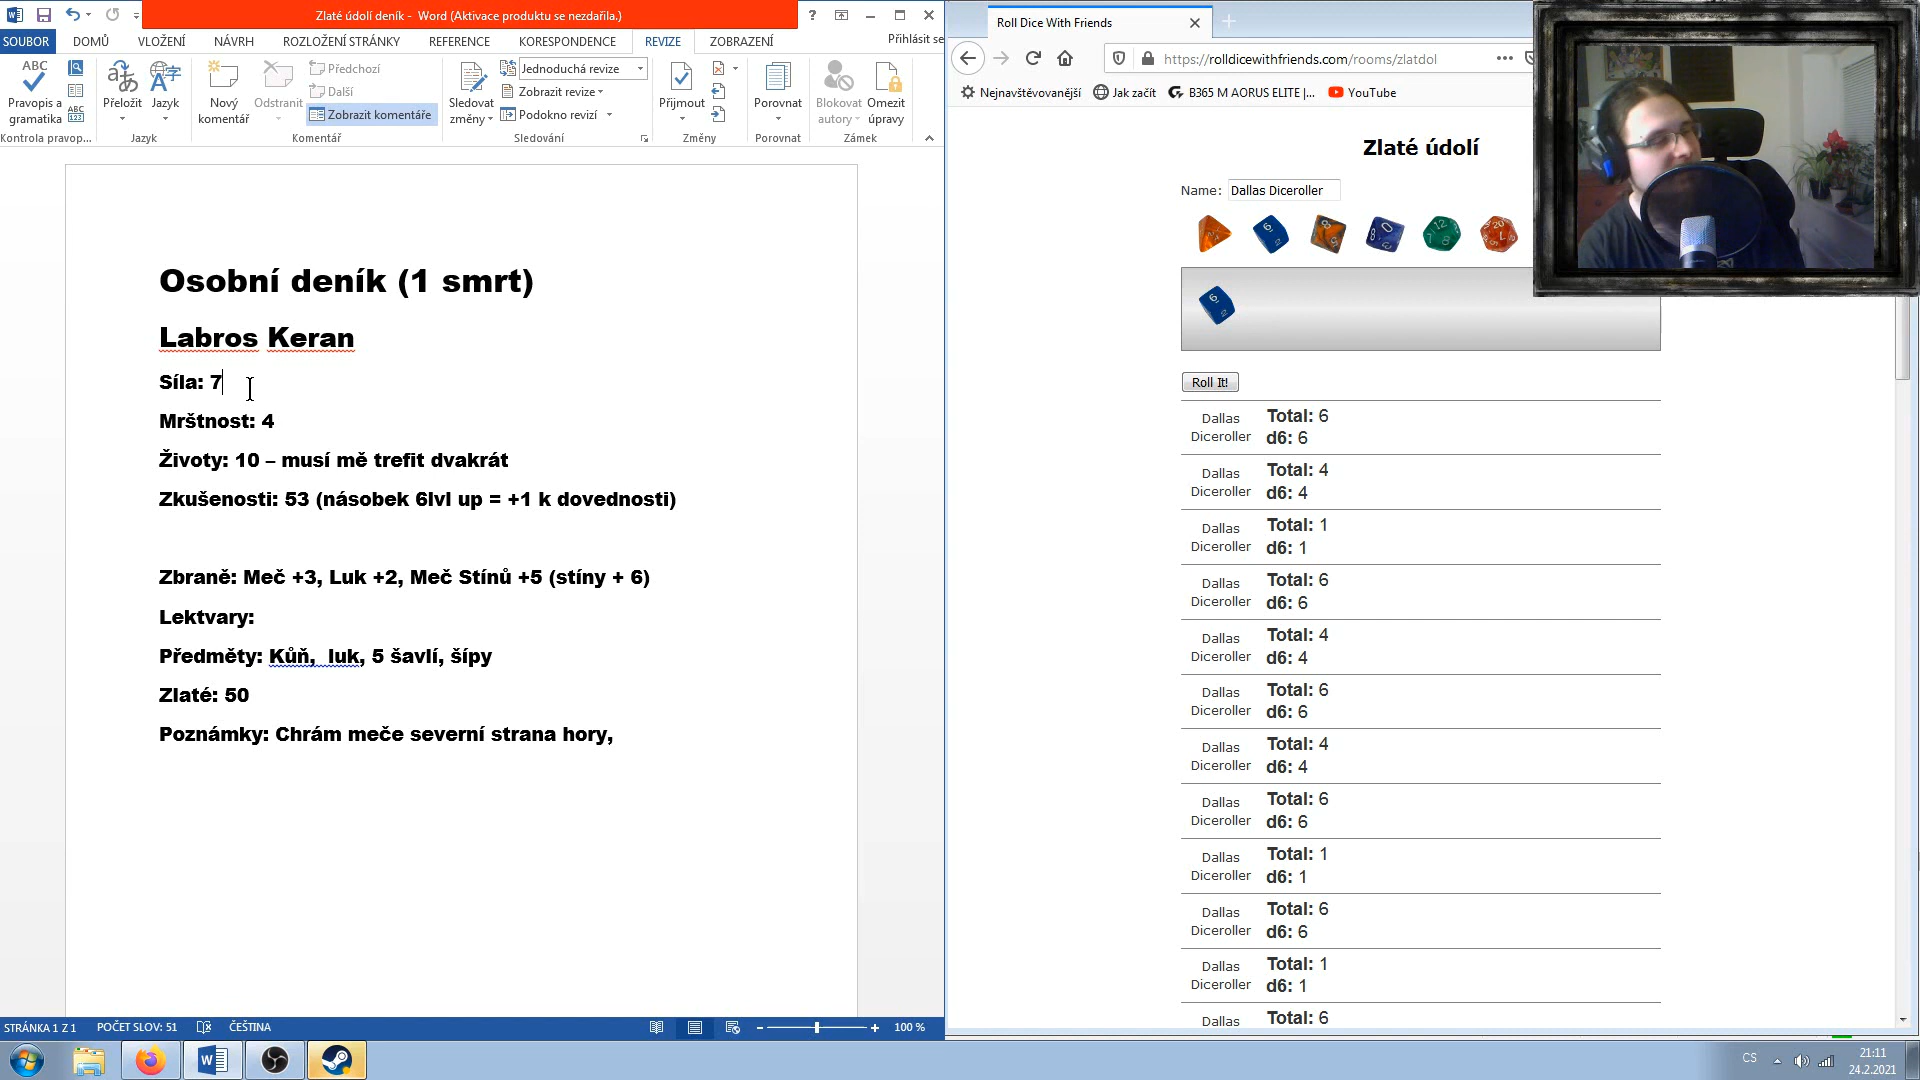 Zlaté údolí deník - Word (Aktivace produktu se nezdařila.)
SOUBOR DOMŮ VLOŽENÍ NÁVRH ROZLOŽENÍ STRÁNKY REFERENCE KORESPONDENCE REVIZE ZOBRAZENÍ Přihlásit se
Pravopis a gramatika
Přeložit
Jazyk
Nový komentář
Odstranit
Předchozí
Další
Zobrazit komentáře
Sledovat změny
Jednoduchá revize
Zobrazit revize
Podokno revizí
Přijmout
Porovnat
Blokovat autory
Omezit úpravy
Kontrola pravop... Jazyk Komentář Sledování Změny Porovnat Zámek
Osobní deník (1 smrt)
Labros Keran
Síla: 7
Mrštnost: 4
Životy: 10 – musí mě trefit dvakrát
Zkušenosti: 53 (násobek 6lvl up = +1 k dovednosti)
Zbraně: Meč +3, Luk +2, Meč Stínů +5 (stíny + 6)
Lektvary:
Předměty: Kůň, luk, 5 šavlí, šípy
Zlaté: 50
Poznámky: Chrám meče severní strana hory,
STRÁNKA 1 Z 1 POČET SLOV: 51 ČEŠTINA 100 %
Roll Dice With Friends
https://rolldicewithfriends.com/rooms/zlatdol
Nejnavštěvovanější Jak začít B365 M AORUS ELITE |... YouTube
Zlaté údolí
Name: Dallas Diceroller
Roll It!
Dallas Diceroller Total: 6
d6: 6
Dallas Diceroller Total: 4
d6: 4
Dallas Diceroller Total: 1
d6: 1
Dallas Diceroller Total: 6
d6: 6
Dallas Diceroller Total: 4
d6: 4
Dallas Diceroller Total: 6
d6: 6
Dallas Diceroller Total: 4
d6: 4
Dallas Diceroller Total: 6
d6: 6
Dallas Diceroller Total: 1
d6: 1
Dallas Diceroller Total: 6
d6: 6
Dallas Diceroller Total: 1
d6: 1
Dallas Total: 6
CS 21:11
24.2.2021